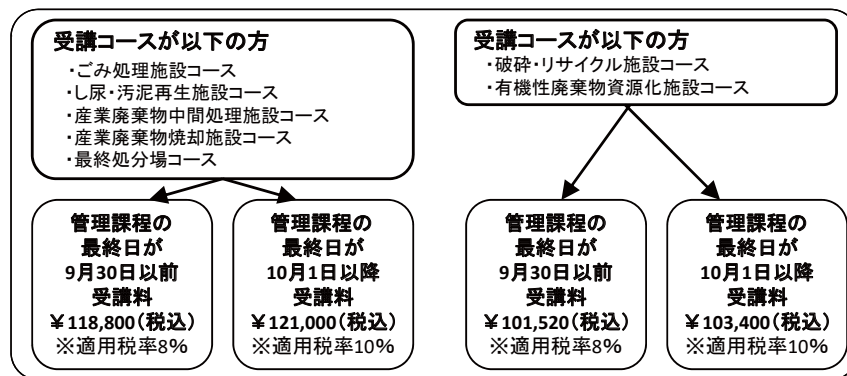 受講コースが以下の方
・ごみ処理施設コース
・し尿・汚泥再生施設コース
・産業廃棄物中間処理施設コース
・産業廃棄物焼却施設コース
・最終処分場コース
受講コースが以下の方
・破砕・リサイクル施設コース
・有機性廃棄物資源化施設コース
管理課程の
最終日が
9月30日以前
受講料
￥118,800(税込)
※適用税率8%
管理課程の
最終日が
10月1日以降
受講料
￥121,000(税込)
※適用税率10%
管理課程の
最終日が
9月30日以前
受講料
￥101,520(税込)
※適用税率8%
管理課程の
最終日が
10月1日以降
受講料
￥103,400(税込)
※適用税率10%